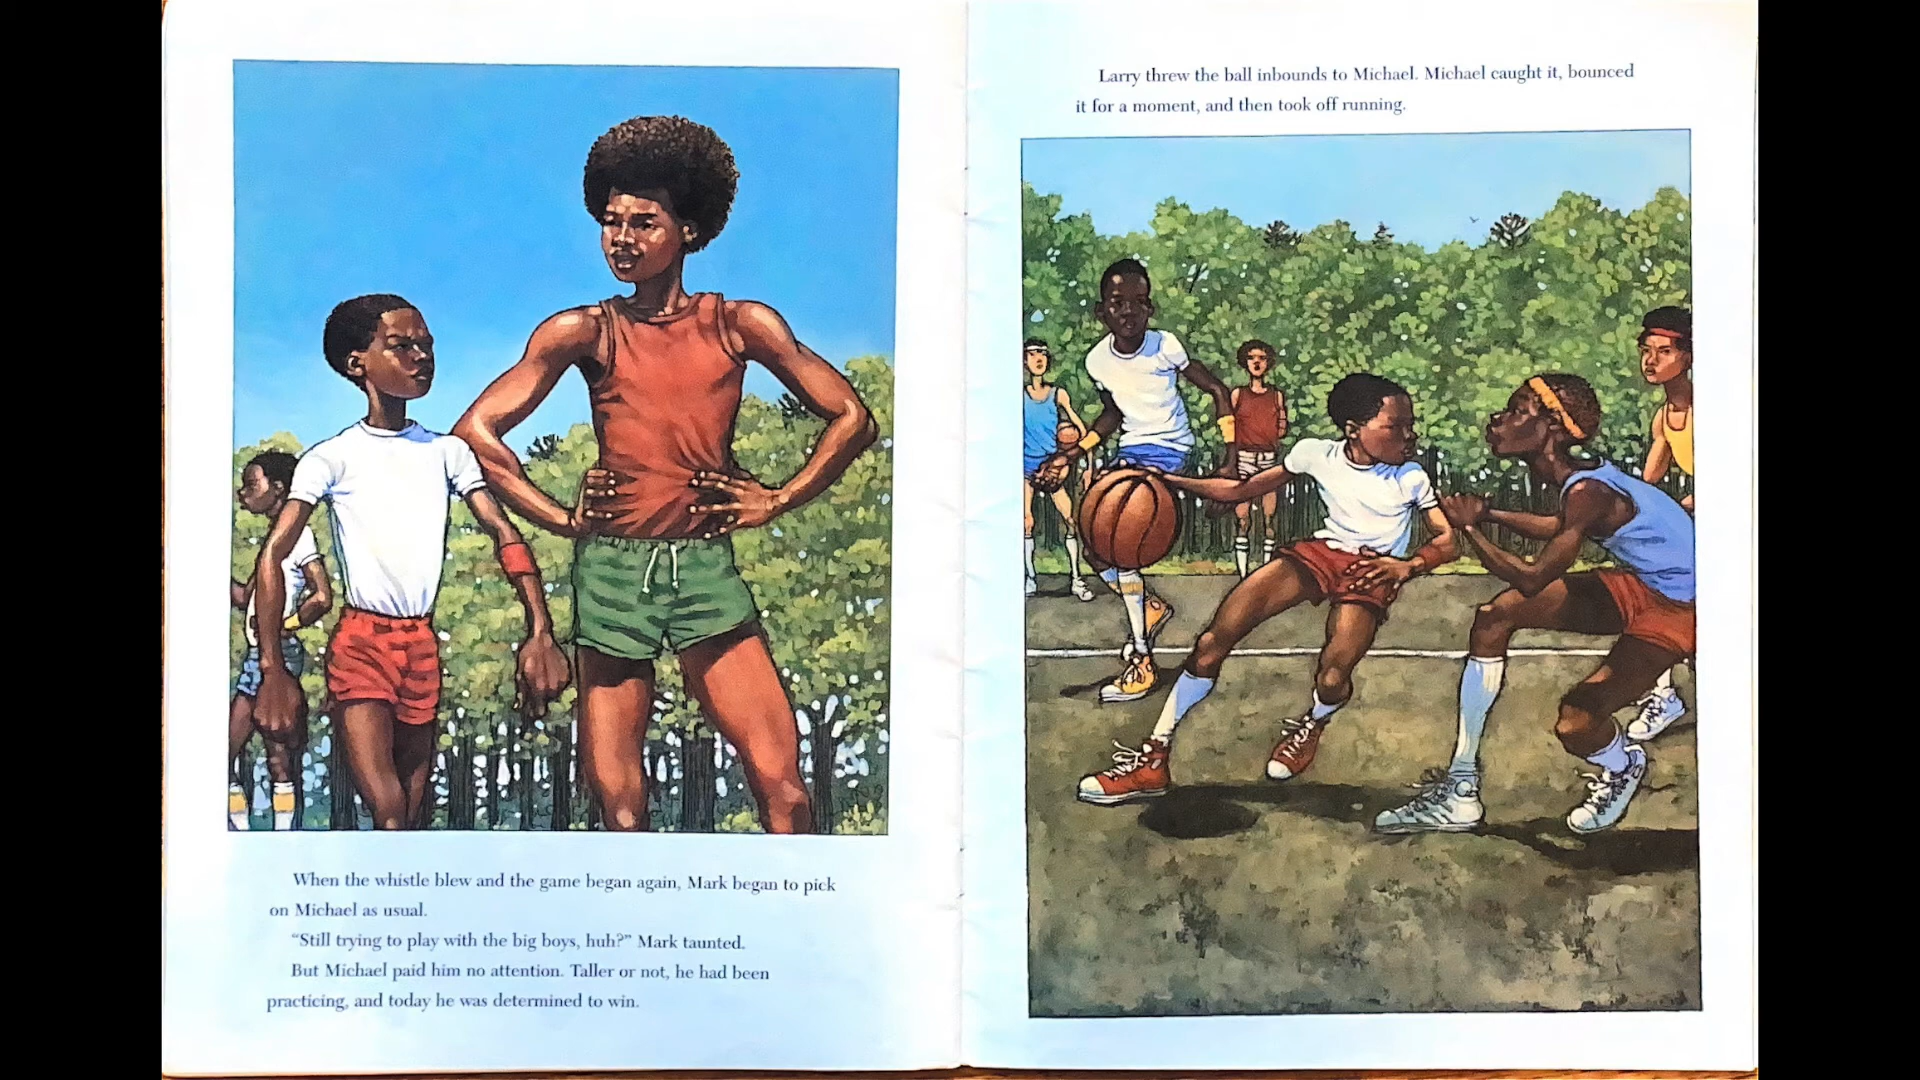 When the whistle blew and the game began again, Mark began to pick
on Michael as usual.
“Still trying to play with the big boys, huh?” Mark taunted.
But Michael paid him no attention. Taller or not, he had been
practicing, and today he was determined to win.
Larry threw the ball inbounds to Michael. Michael caught it, bounced
it for a moment, and then took off running.